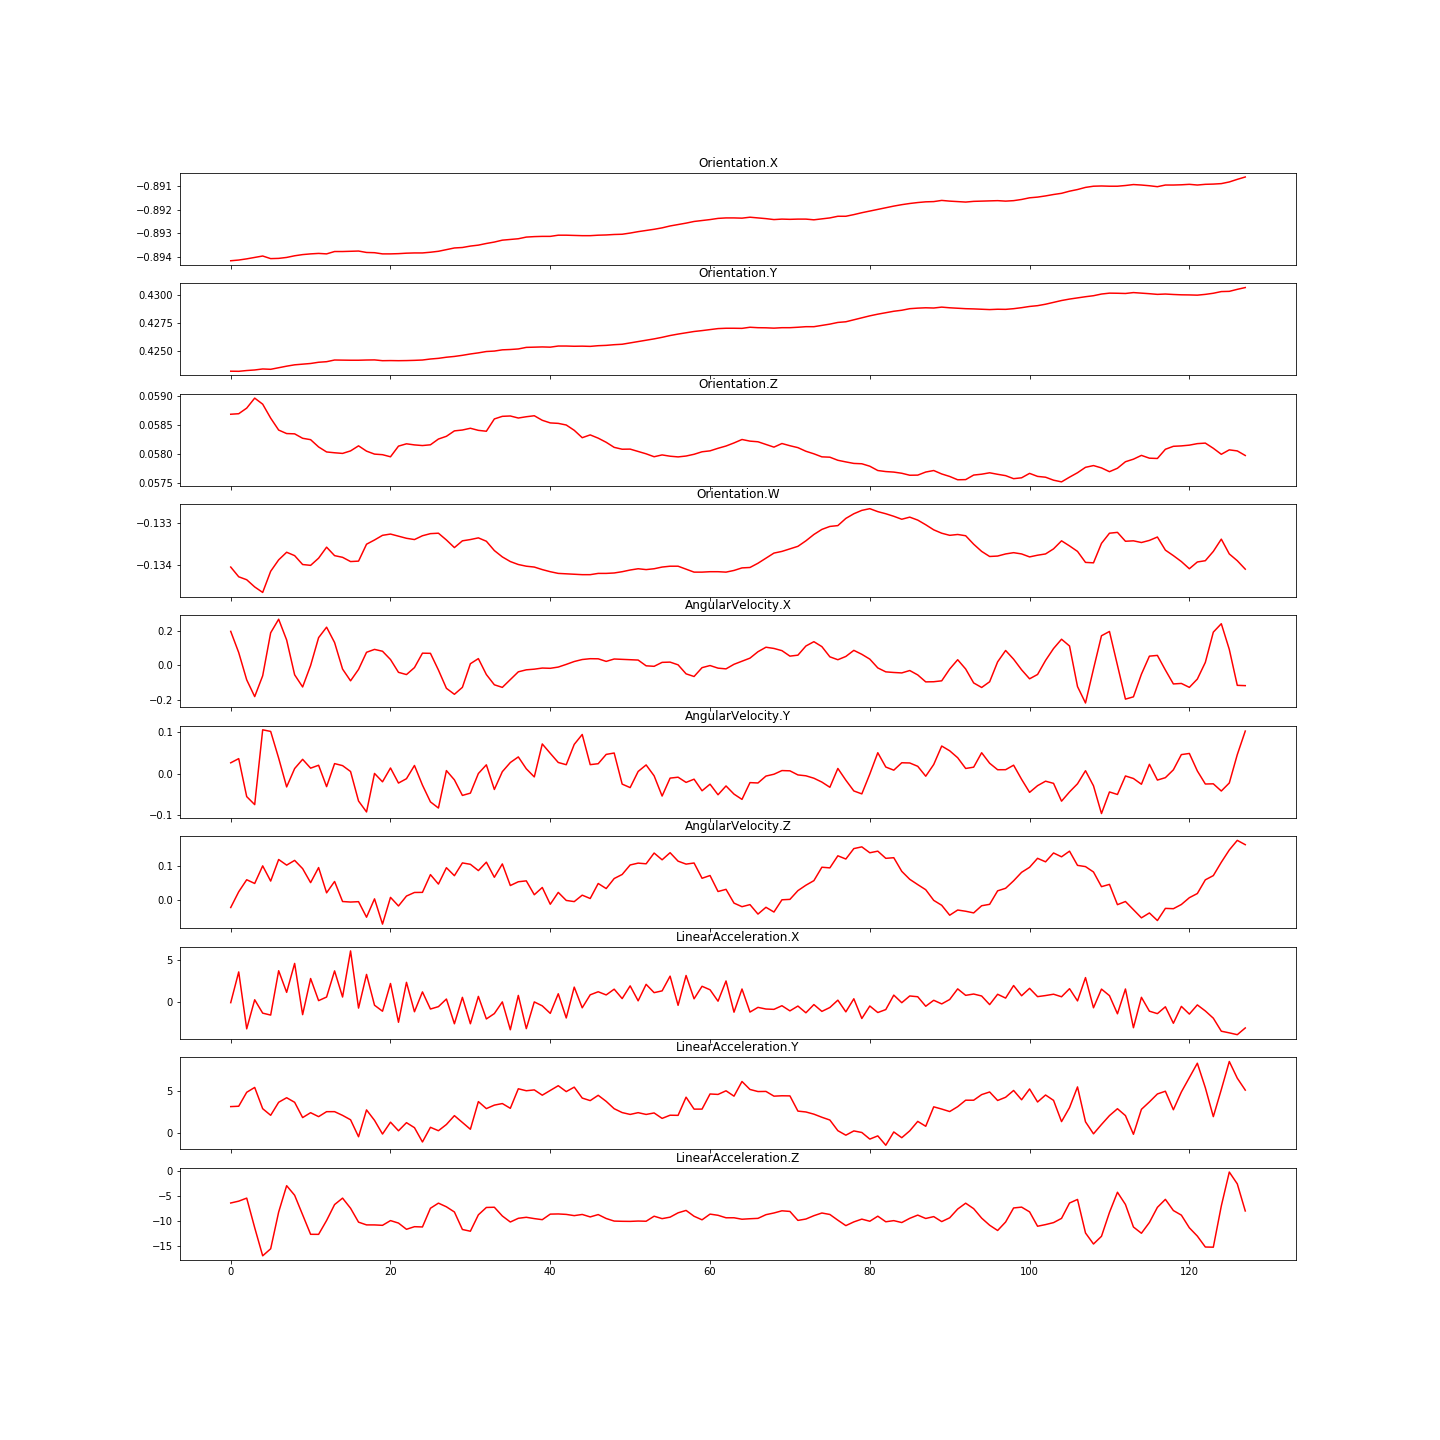 Orientation.X
−0.891
−0.892
−0.893
−0.894
Orientation.Y
0.4300
0.4275
0.4250
Orientation.Z
0.0590
0.0585
0.0580
0.0575
Orientation.W
−0.133
−0.134
AngularVelocity.X
0.2
0.0
−0.2
AngularVelocity.Y
0.1
0.0
−0.1
AngularVelocity.Z
0.1
0.0
LinearAcceleration.X
5
0
LinearAcceleration.Y
5
0
LinearAcceleration.Z
0
−5
−10
−15
0 20 40 60 80 100 120